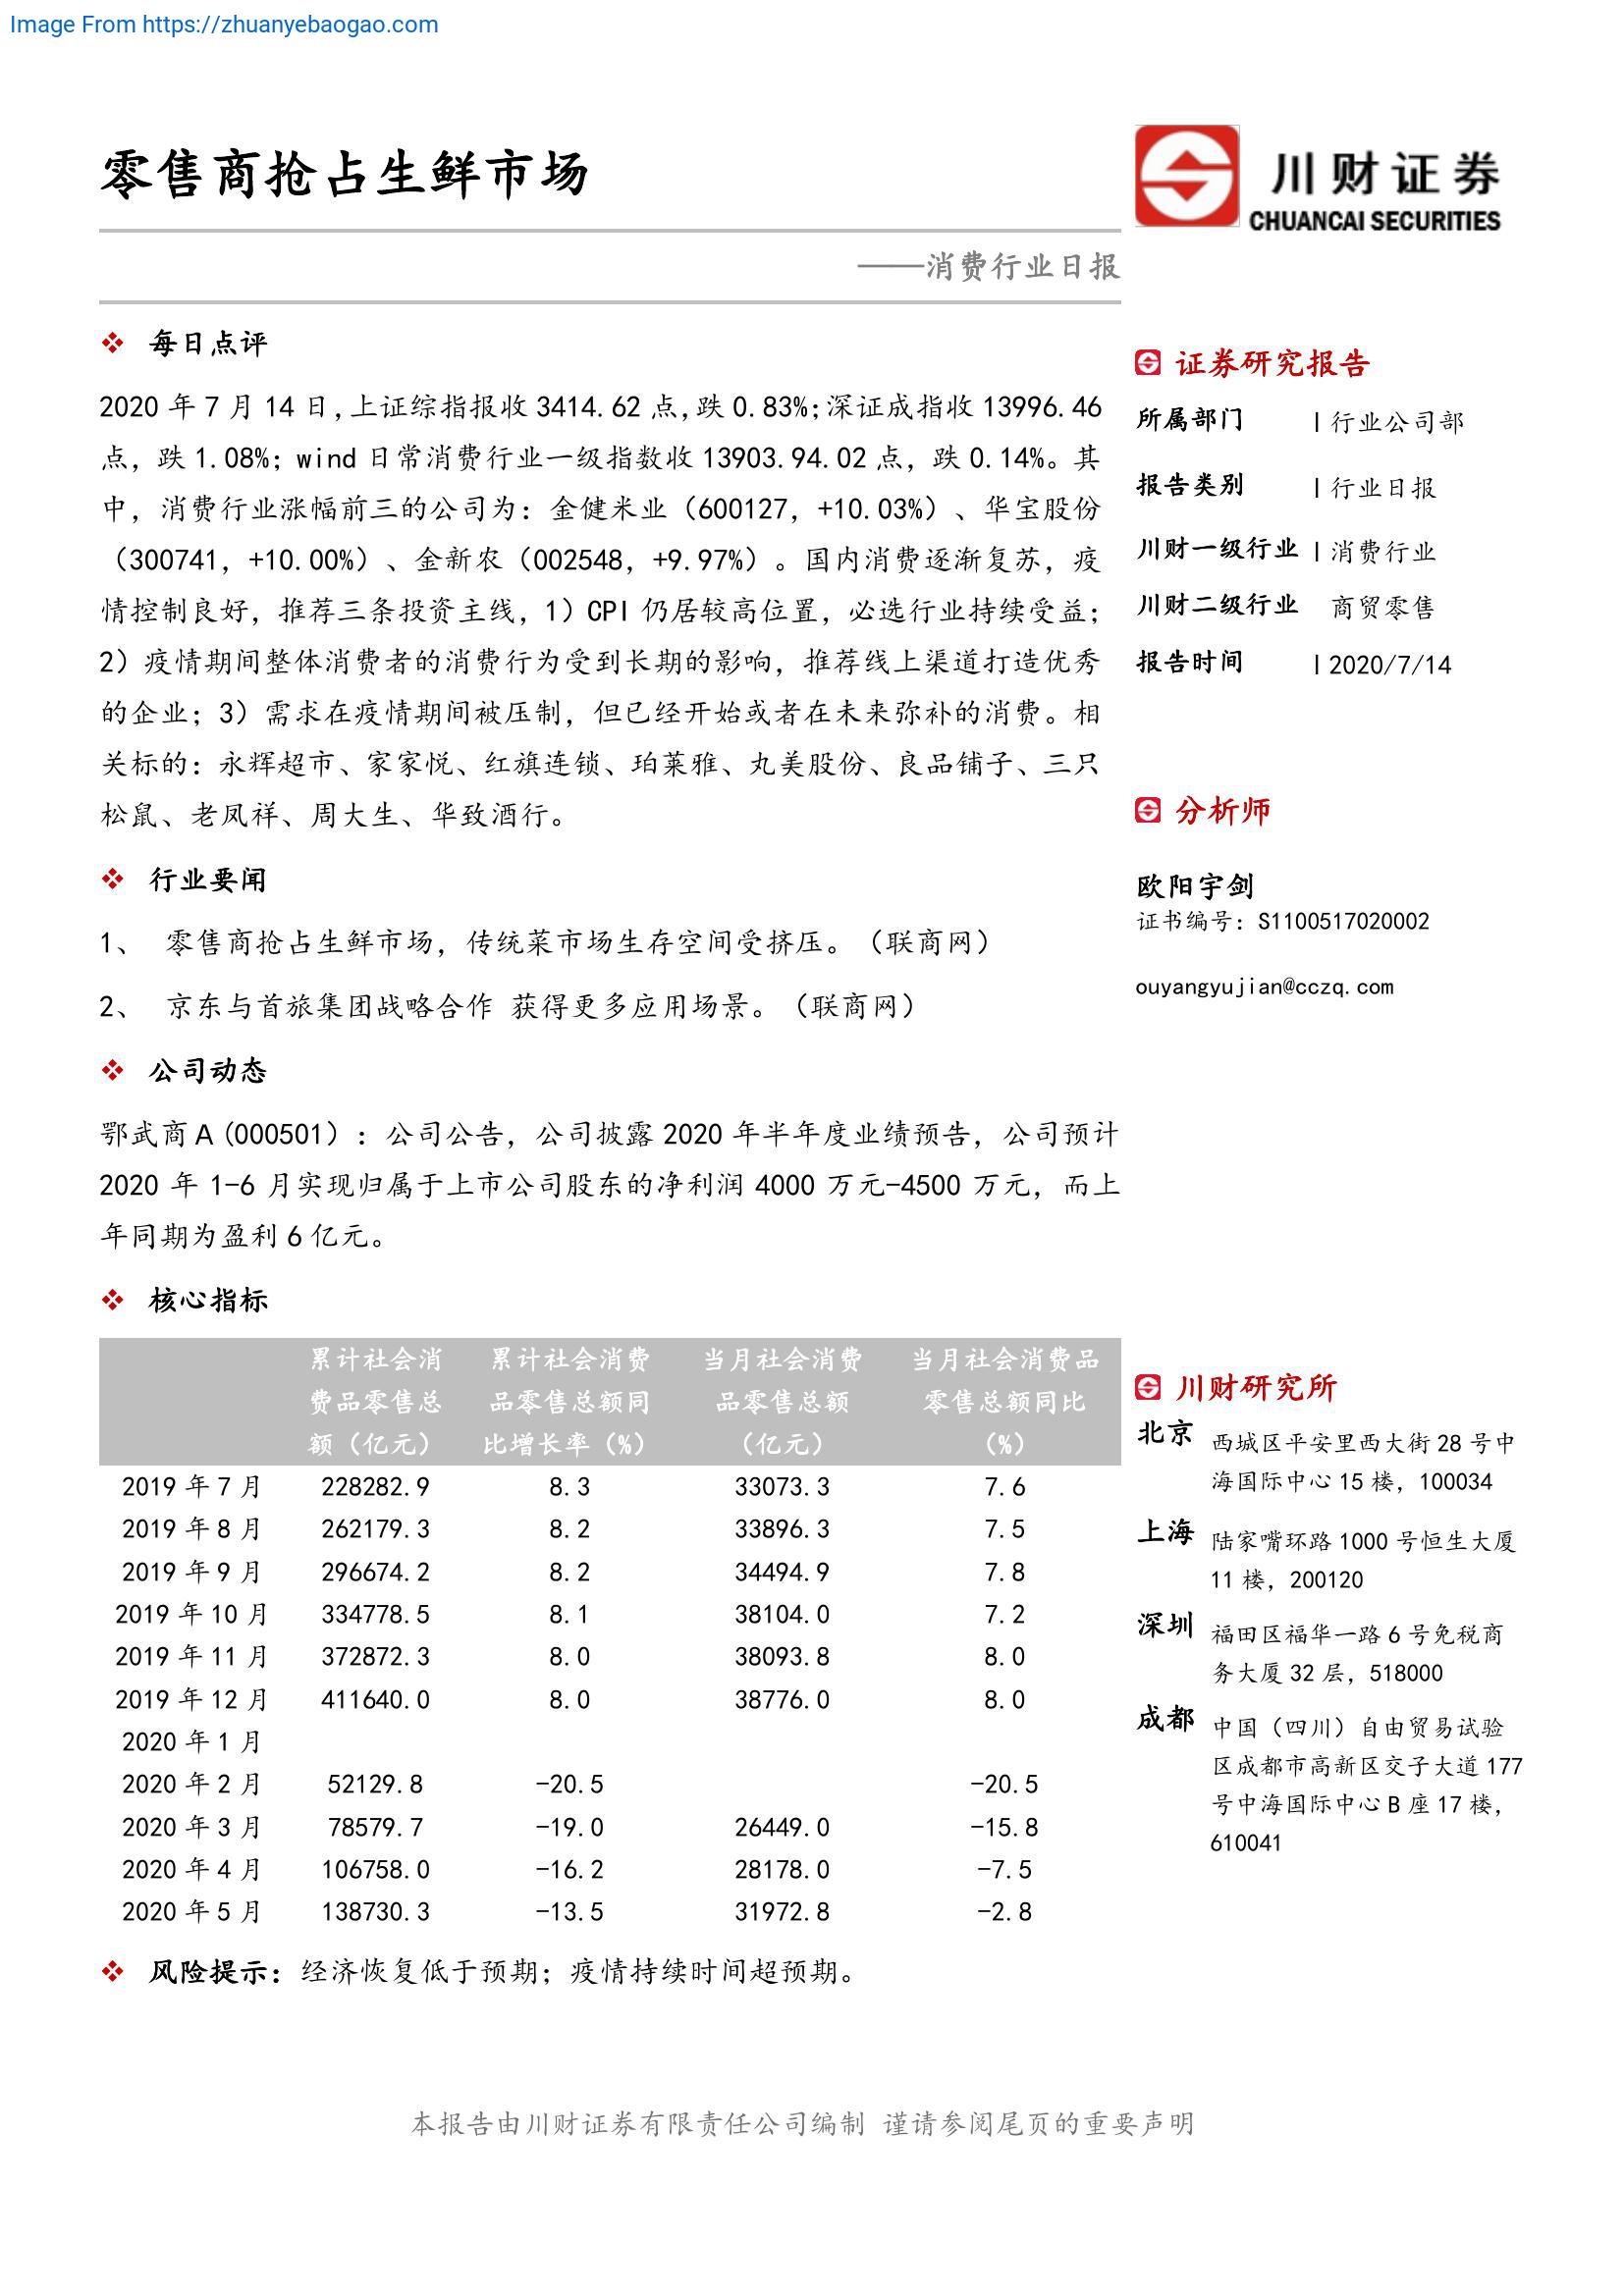 Image From https://zhuanyebaogao.com
零售商抢占生鲜市场
川财证券
CHUANCAI SECURITIES
——消费行业日报
每日点评
2020 年 7 月 14 日,上证综指报收 3414.62 点,跌 0.83%;深证成指收 13996.46
点，跌 1.08%；wind 日常消费行业一级指数收 13903.94.02 点，跌 0.14%。其
中，消费行业涨幅前三的公司为：金健米业（600127，+10.03%）、华宝股份
（300741，+10.00%）、金新农（002548，+9.97%）。国内消费逐渐复苏，疫
情控制良好，推荐三条投资主线，1）CPI 仍居较高位置，必选行业持续受益；
2）疫情期间整体消费者的消费行为受到长期的影响，推荐线上渠道打造优秀
的企业；3）需求在疫情期间被压制，但已经开始或者在未来弥补的消费。相
关标的：永辉超市、家家悦、红旗连锁、珀莱雅、丸美股份、良品铺子、三只
松鼠、老凤祥、周大生、华致酒行。
行业要闻
1、 零售商抢占生鲜市场，传统菜市场生存空间受挤压。（联商网）
2、 京东与首旅集团战略合作 获得更多应用场景。（联商网）
公司动态
鄂武商 A (000501）：公司公告，公司披露 2020 年半年度业绩预告，公司预计
2020 年 1-6 月实现归属于上市公司股东的净利润 4000 万元-4500 万元，而上
年同期为盈利 6 亿元。
核心指标
累计社会消 累计社会消费 当月社会消费 当月社会消费品
费品零售总 品零售总额同 品零售总额 零售总额同比
额（亿元） 比增长率（%） （亿元） （%）
2019 年 7 月 228282.9 8.3 33073.3 7.6
2019 年 8 月 262179.3 8.2 33896.3 7.5
2019 年 9 月 296674.2 8.2 34494.9 7.8
2019 年 10 月 334778.5 8.1 38104.0 7.2
2019 年 11 月 372872.3 8.0 38093.8 8.0
2019 年 12 月 411640.0 8.0 38776.0 8.0
2020 年 1 月
2020 年 2 月 52129.8 -20.5 -20.5
2020 年 3 月 78579.7 -19.0 26449.0 -15.8
2020 年 4 月 106758.0 -16.2 28178.0 -7.5
2020 年 5 月 138730.3 -13.5 31972.8 -2.8
风险提示：经济恢复低于预期；疫情持续时间超预期。
证券研究报告
所属部门 | 行业公司部
报告类别 | 行业日报
川财一级行业 | 消费行业
川财二级行业 商贸零售
报告时间 | 2020/7/14
分析师
欧阳宇剑
证书编号：S1100517020002
ouyangyujian@cczq.com
川财研究所
北京 西城区平安里西大街 28 号中
海国际中心 15 楼，100034
上海 陆家嘴环路 1000 号恒生大厦
11 楼，200120
深圳 福田区福华一路 6 号免税商
务大厦 32 层，518000
成都 中国（四川）自由贸易试验
区成都市高新区交子大道 177
号中海国际中心 B 座 17 楼，
610041
本报告由川财证券有限责任公司编制 谨请参阅尾页的重要声明